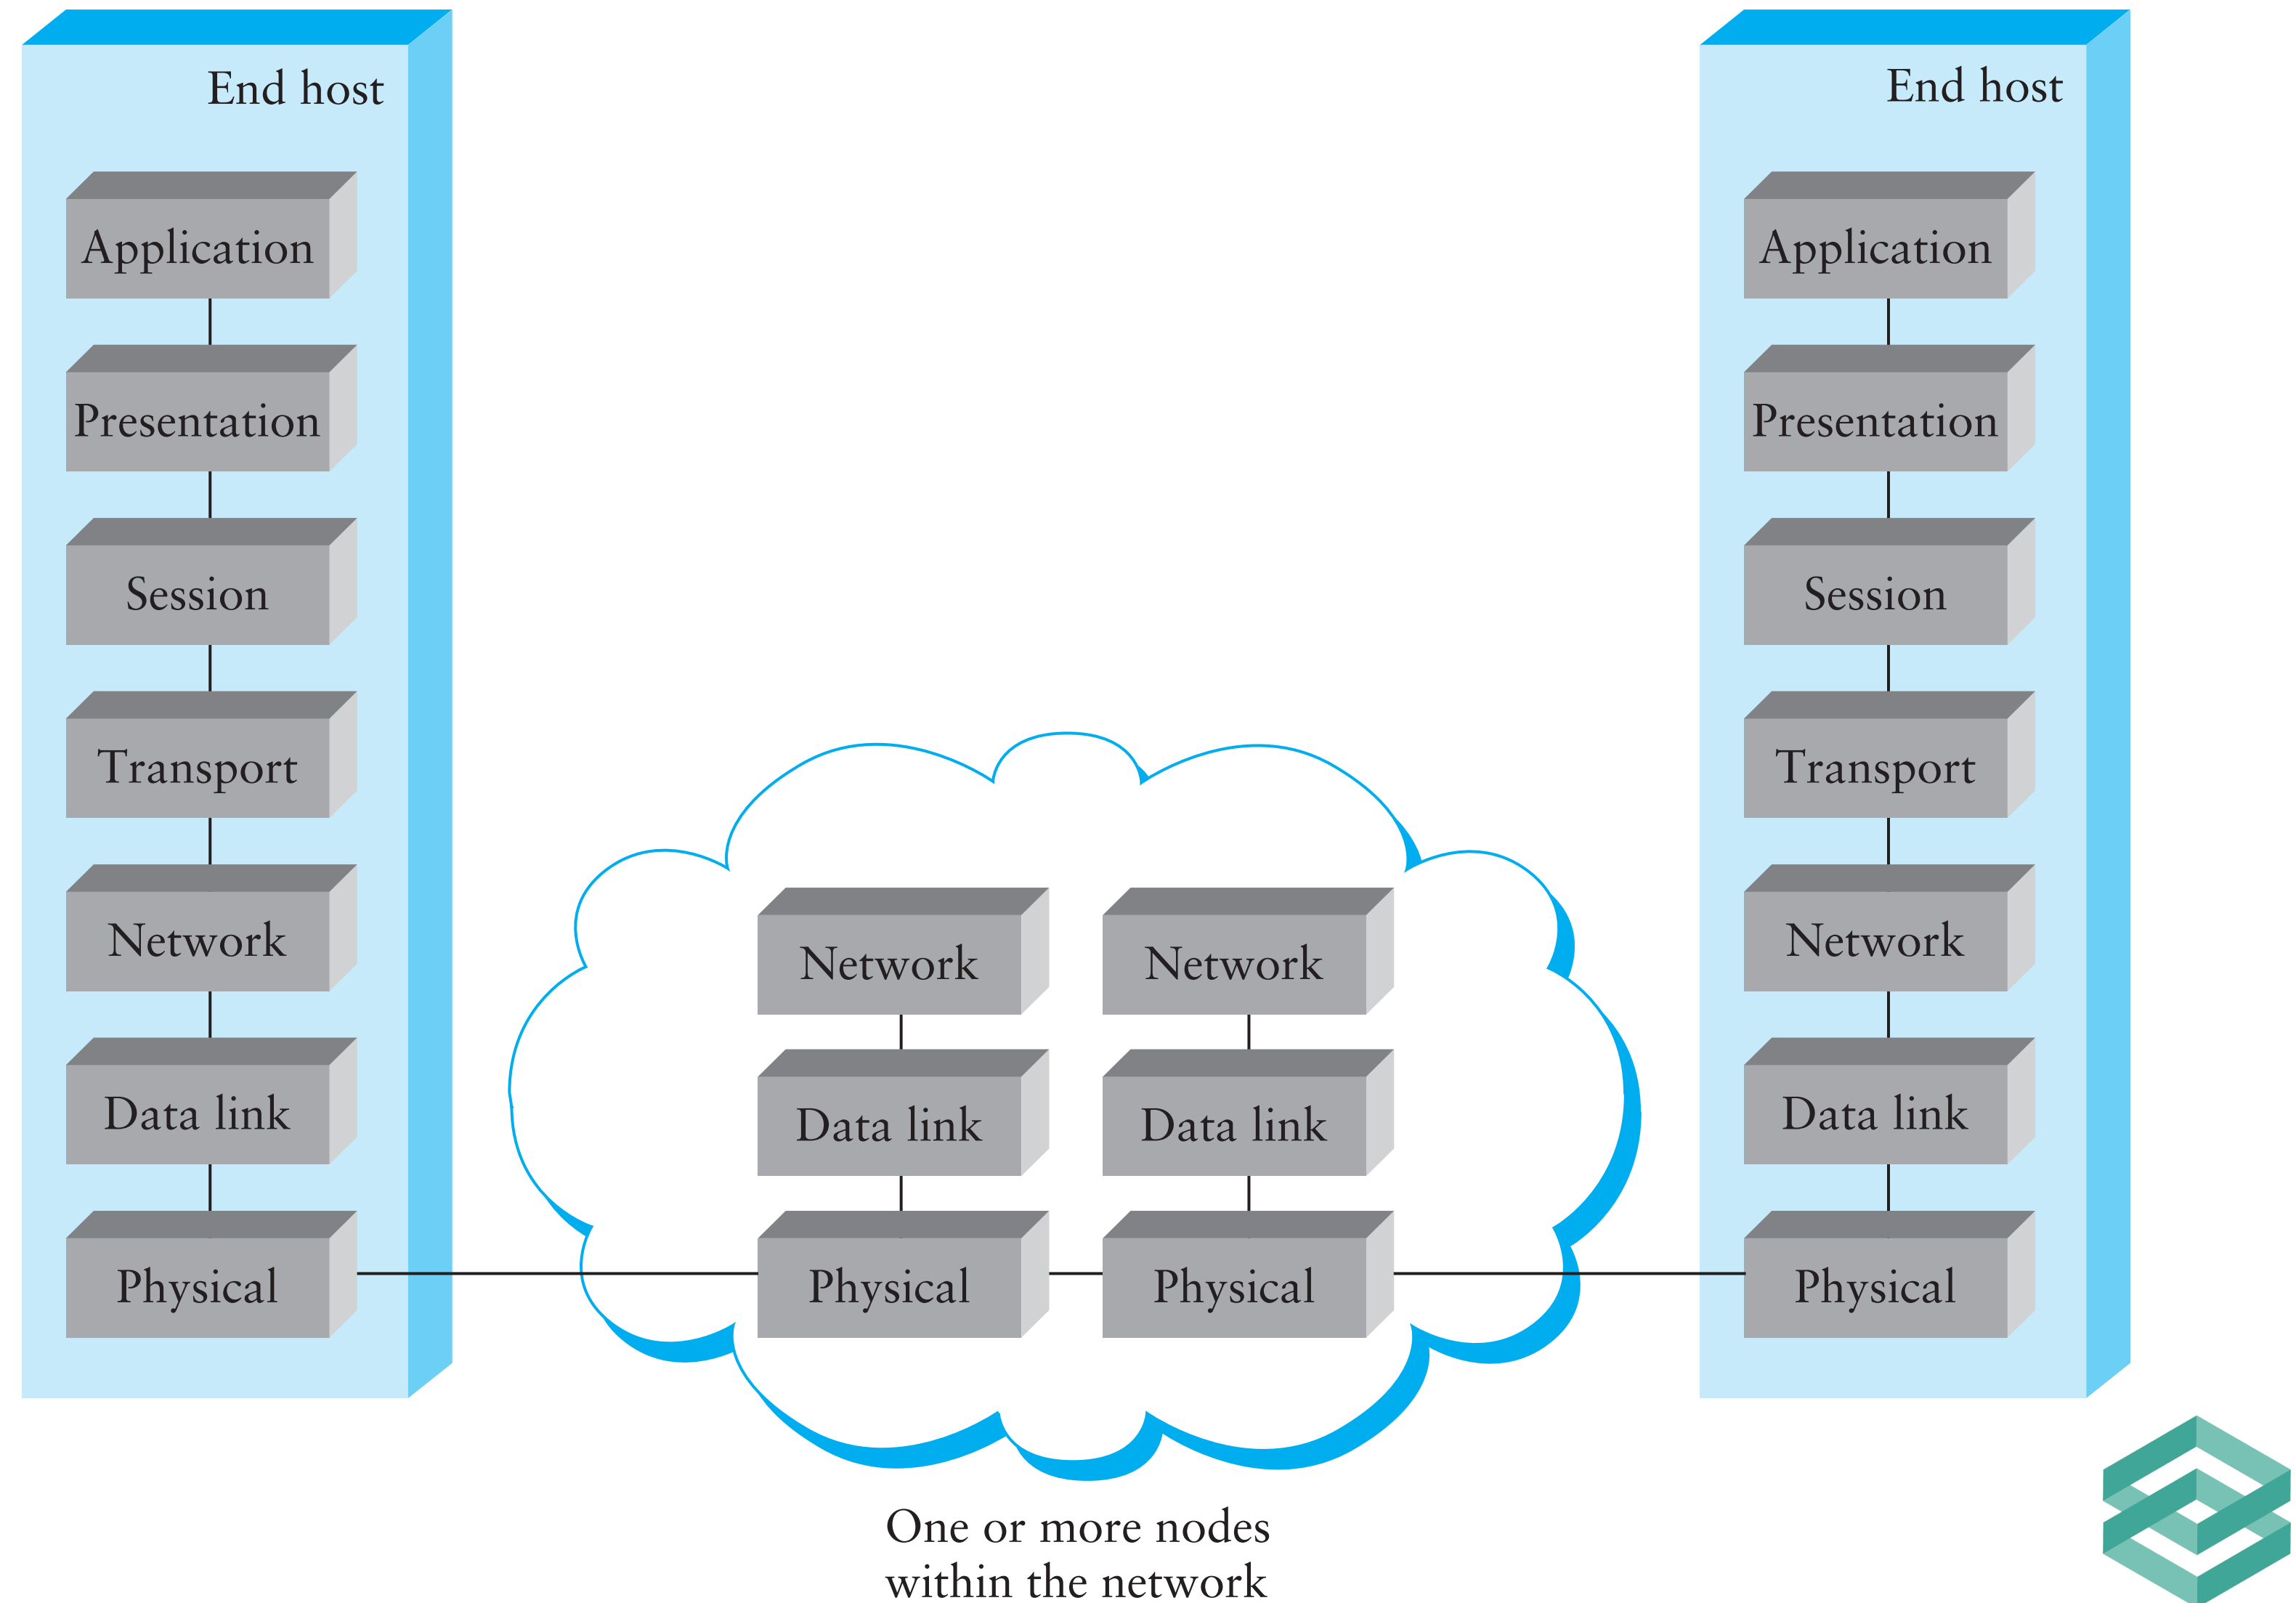 End host
Application
Presentation
Session
Transport
Network
Data link
Physical
Network
Data link
Physical
Network
Data link
Physical
One or more nodes
within the network
End host
Application
Presentation
Session
Transport
Network
Data link
Physical